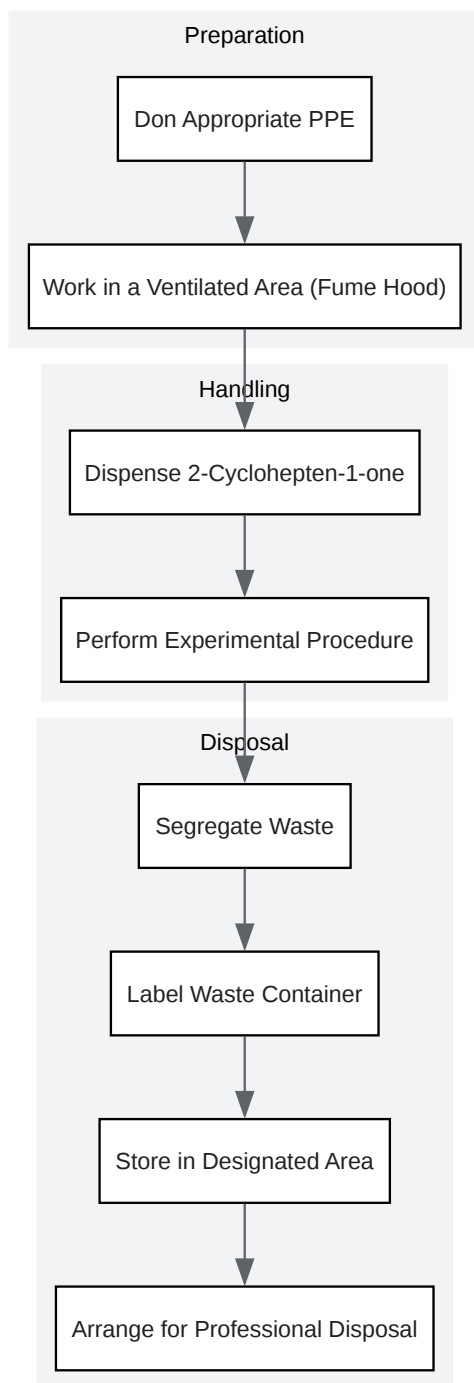 Preparation
Don Appropriate PPE
Work in a Ventilated Area (Fume Hood)
Handling
Dispense 2-Cyclohepten-1-one
Perform Experimental Procedure
Disposal
Segregate Waste
Label Waste Container
Store in Designated Area
Arrange for Professional Disposal